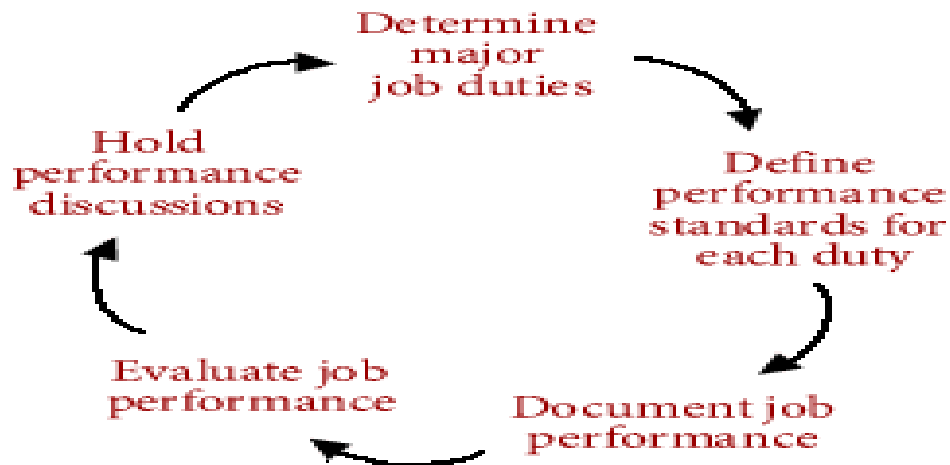 Determine
major
job duties
Define
performance
standards for
each duty
Document job
performance
Evaluate job
performance
Hold
performance
discussions